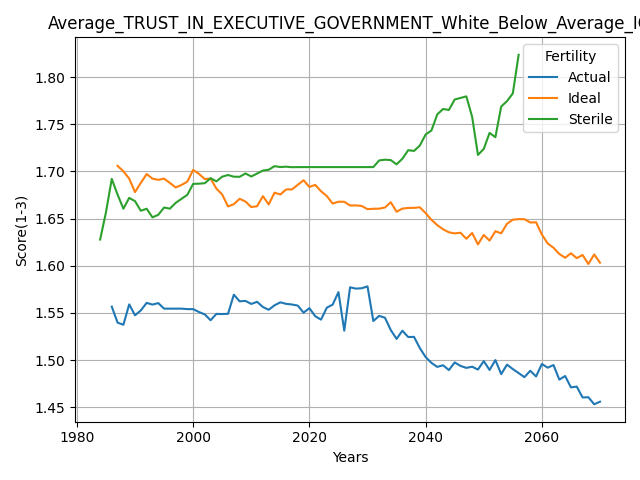 Average_TRUST_IN_EXECUTIVE_GOVERNMENT_White_Below_Average_I
Fertility
Actual
Ideal
Sterile
Score(1-3)
1.80
1.75
1.70
1.65
1.60
1.55
1.50
1.45
1980
2000
2020
2040
2060
Years